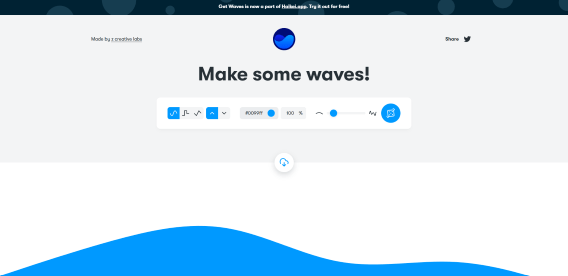 Get Waves is now a part of Haikei.app. Try it out for free!
Made by z creative labs
Share
Make some waves!
#0099ff
100 %